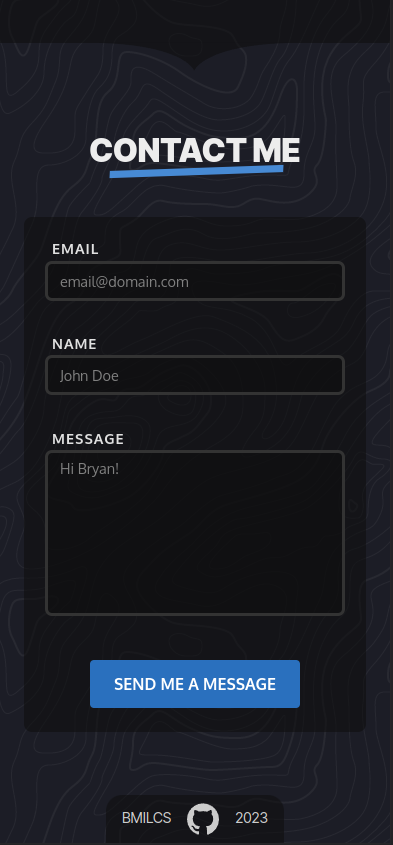 CONTACT ME
EMAIL
email@domain.com
NAME
John Doe
MESSAGE
Hi Bryan!
SEND ME A MESSAGE
BMILCS 2023